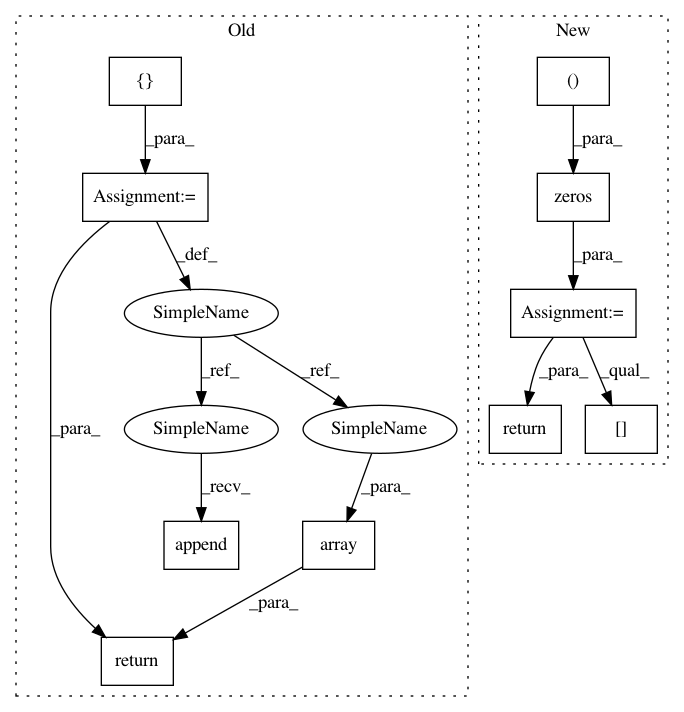 Old
New
{}
()
_para_
_para_
Assignment:=
zeros
_def_
_para_
SimpleName
Assignment:=
_ref_
_ref_
_para_
_qual_
_para_
SimpleName
SimpleName
return
[]
_recv_
_para_
append
array
_para_
return